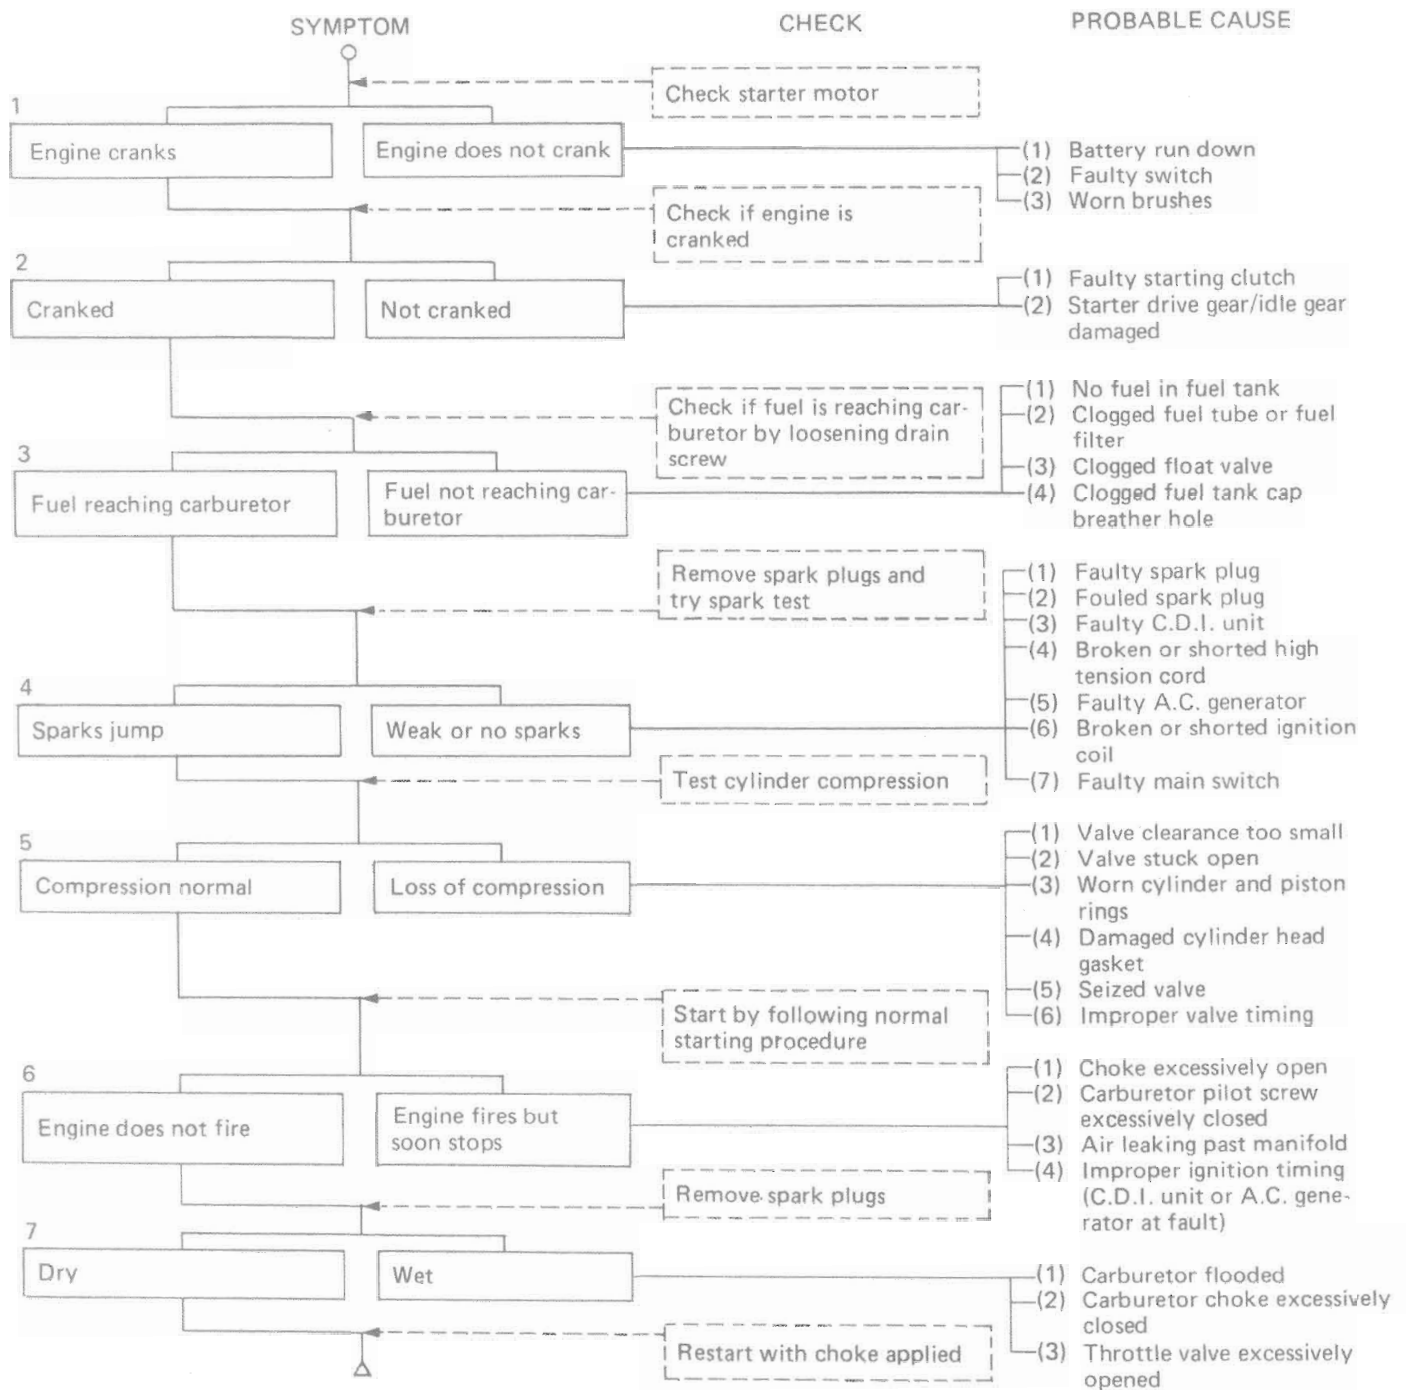 SYMPTOM
CHECK
PROBABLE CAUSE
Check starter motor
1
Engine cranks
Engine does not crank
(1) Battery run down
(2) Faulty switch
(3) Worn brushes
Check if engine is
cranked
2
Cranked
Not cranked
(1) Faulty starting clutch
(2) Starter drive gear/idle gear
damaged
Check if fuel is reaching car-
buretor by loosening drain
screw
3
Fuel reaching carburetor
Fuel not reaching car-
buretor
(1) No fuel in fuel tank
(2) Clogged fuel tube or fuel
filter
(3) Clogged float valve
(4) Clogged fuel tank cap
breather hole
Remove spark plugs and
try spark test
4
Sparks jump
Weak or no sparks
(1) Faulty spark plug
(2) Fouled spark plug
(3) Faulty C.D.I. unit
(4) Broken or shorted high
tension cord
(5) Faulty A.C. generator
(6) Broken or shorted ignition
coil
(7) Faulty main switch
Test cylinder compression
5
Compression normal
Loss of compression
(1) Valve clearance too small
(2) Valve stuck open
(3) Worn cylinder and piston
rings
(4) Damaged cylinder head
gasket
(5) Seized valve
(6) Improper valve timing
Start by following normal
starting procedure
6
Engine does not fire
Engine fires but
soon stops
(1) Choke excessively open
(2) Carburetor pilot screw
excessively closed
(3) Air leaking past manifold
(4) Improper ignition timing
(C.D.I. unit or A.C. gene-
rator at fault)
Remove spark plugs
7
Dry
Wet
(1) Carburetor flooded
(2) Carburetor choke excessively
closed
(3) Throttle valve excessively
opened
Restart with choke applied